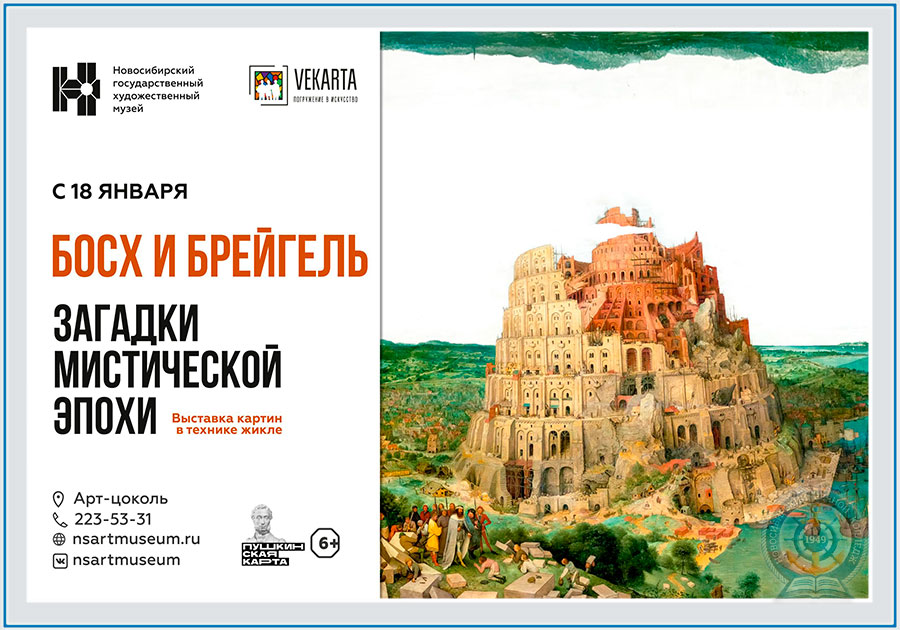 Новосибирский
государственный
художественный
музей
VEKARTA
ПОГРУЖЕНИЕ В ИСКУССТВО
С 18 ЯНВАРЯ
БОСХ И БРЕЙГЕЛЬ
ЗАГАДКИ
МИСТИЧЕСКОЙ
ЭПОХИ
Выставка картин
в технике жикле
Арт-цоколь
223-53-31
nsartmuseum.ru
nsartmuseum
ПУШКИН
СКАЯ
КАРТА
6+
1949